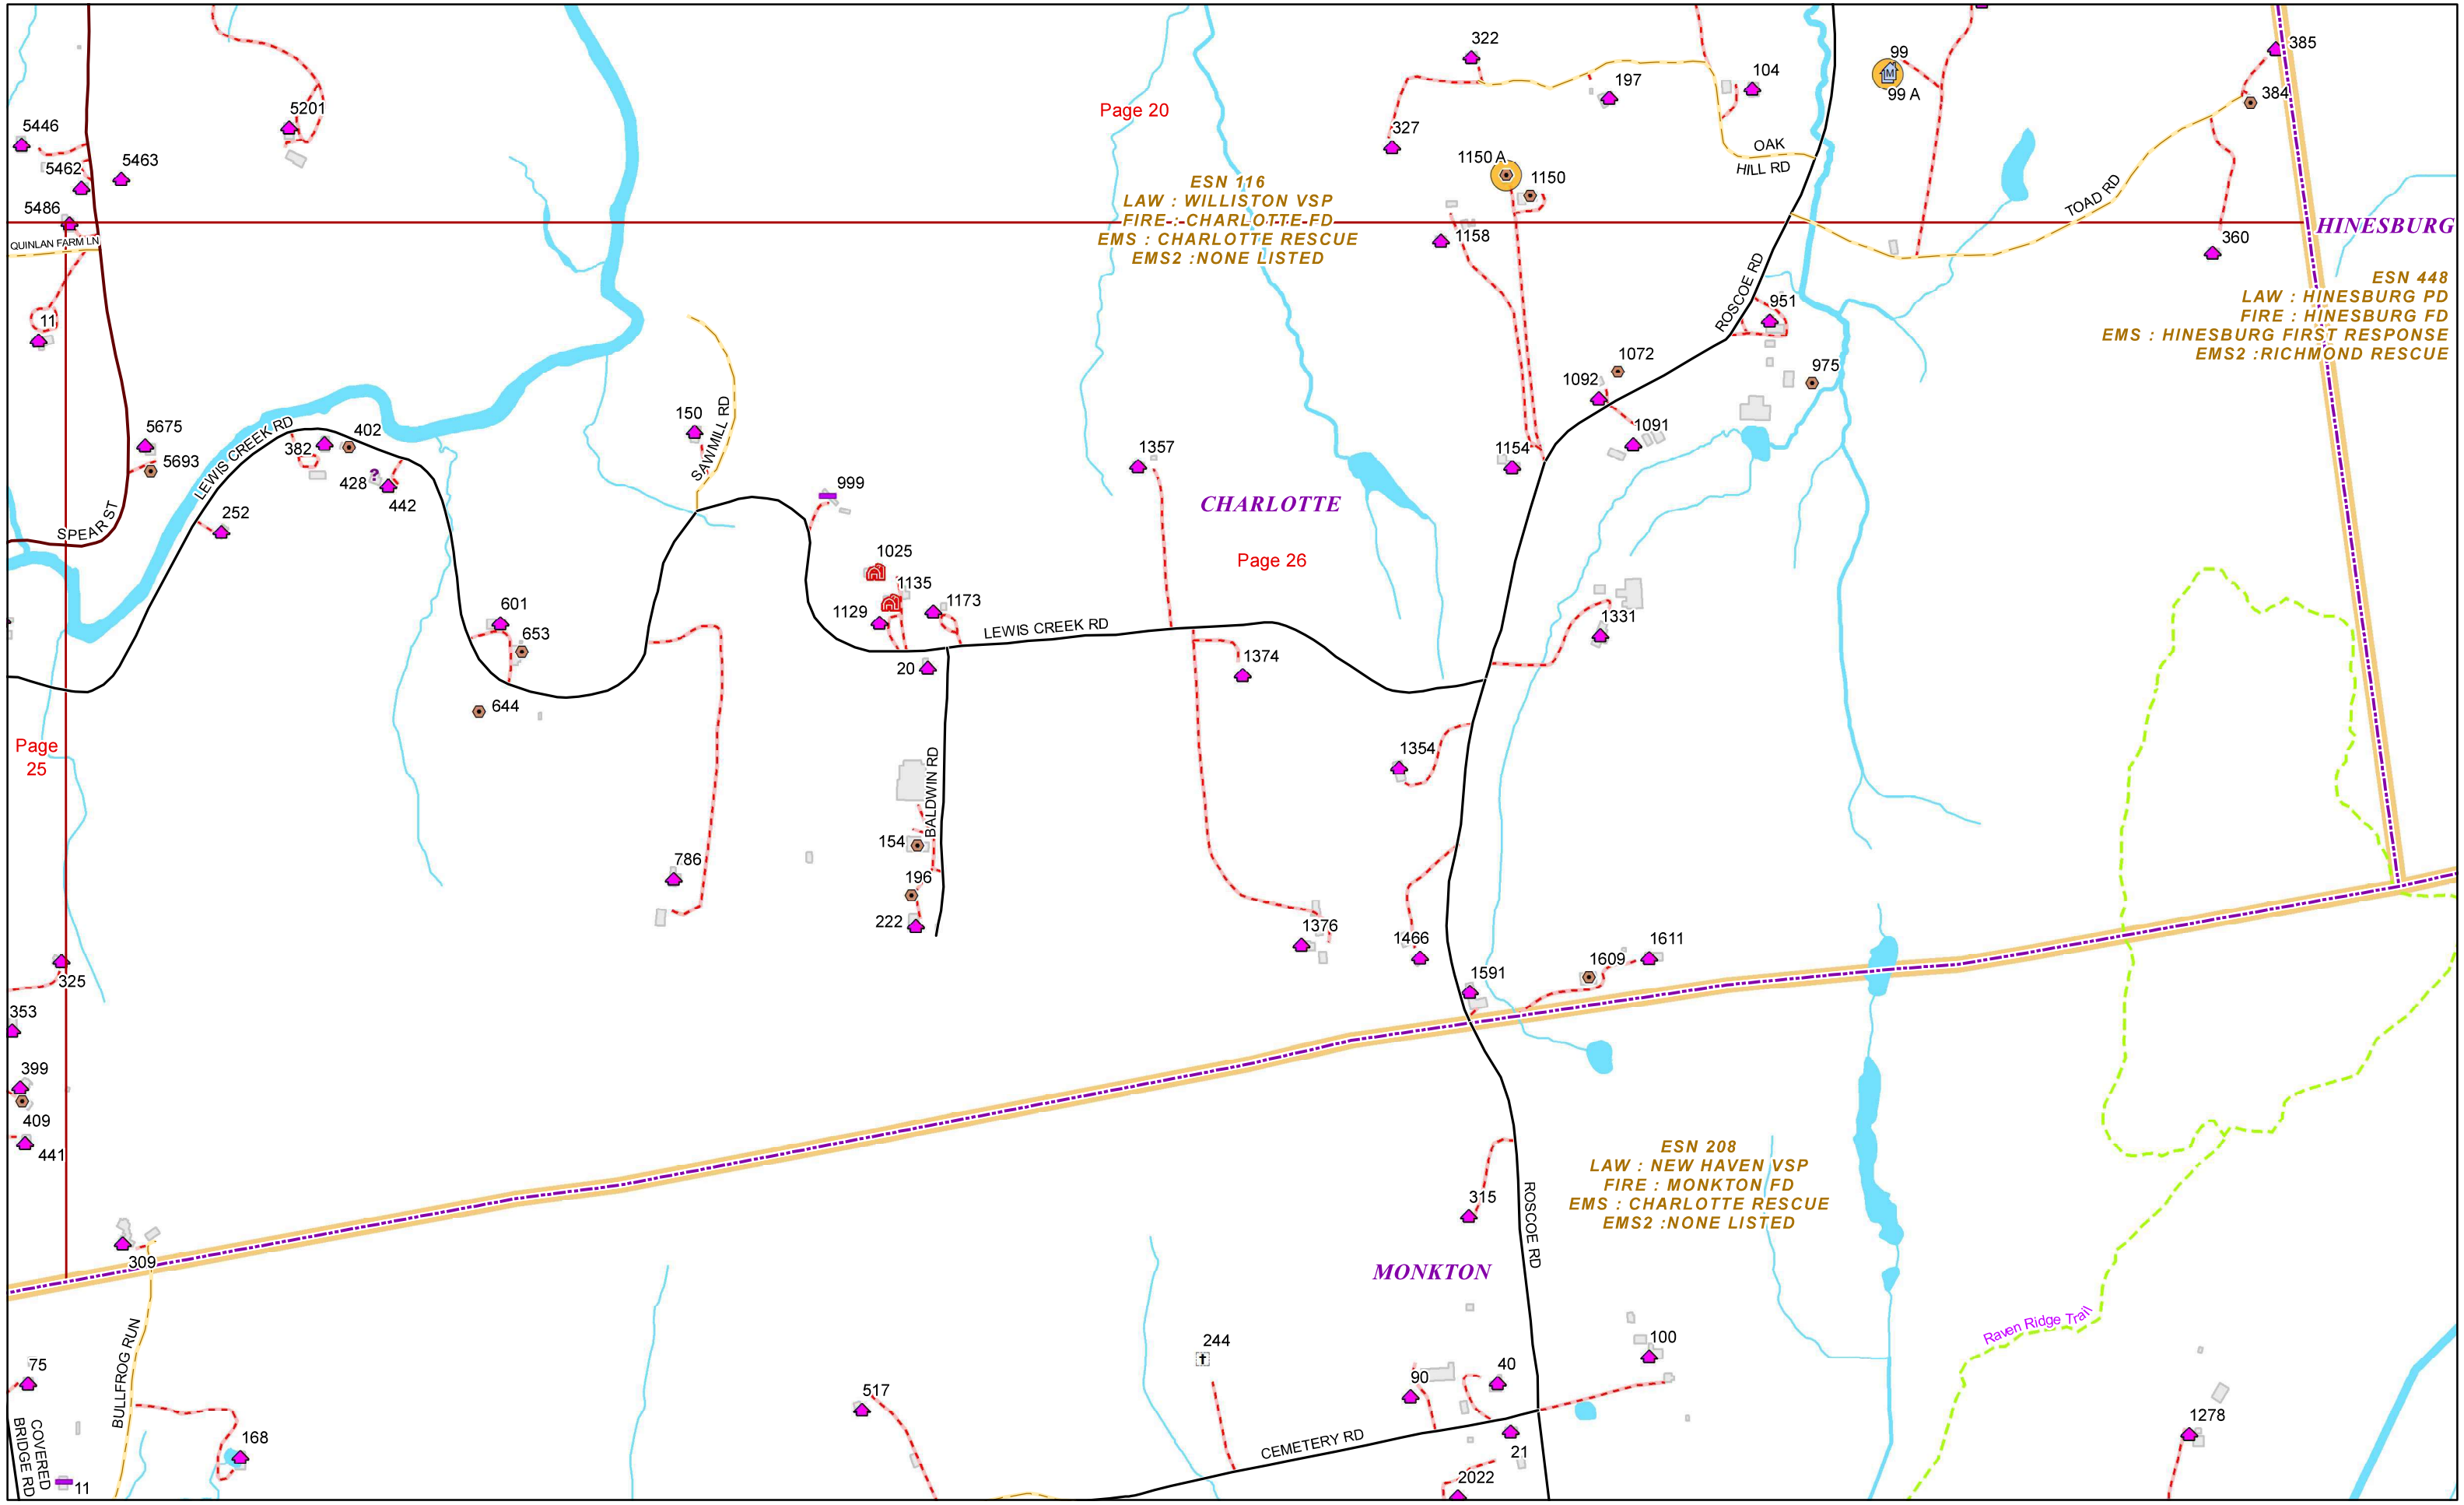 322
385
99
99 A
384
104
197
5201
Page 20
5446
327
OAK
HILL RD
5462
5463
1150 A
1150
TOAD RD
5486
ESN 116
LAW : WILLISTON VSP
FIRE : CHARLOTTE FD
EMS : CHARLOTTE RESCUE
EMS2 :NONE LISTED
HINESBURG
QUINLAN FARM LN
1158
360
ESN 448
LAW : HINESBURG PD
FIRE : HINESBURG FD
EMS : HINESBURG FIRST RESPONSE
EMS2 :RICHMOND RESCUE
ROSCOE RD
951
11
1072
975
1092
1091
5675
5693
LEWIS CREEK RD
402
382
?
428
442
150
SAWMILL RD
1357
1154
999
CHARLOTTE
252
SPEAR ST
Page 26
1025
1135
1129
1173
601
653
LEWIS CREEK RD
1331
20
1374
644
Page
25
1354
BALDWIN RD
154
786
196
222
1376
1466
1611
1609
1591
325
353
399
409
441
ESN 208
LAW : NEW HAVEN VSP
FIRE : MONKTON FD
EMS : CHARLOTTE RESCUE
EMS2 :NONE LISTED
315
ROSCOE RD
309
MONKTON
Raven Ridge Trail
BULLFROG RUN
244
100
75
90
40
517
COVERED
BRIDGE RD
168
CEMETERY RD
21
1278
11
2022
M